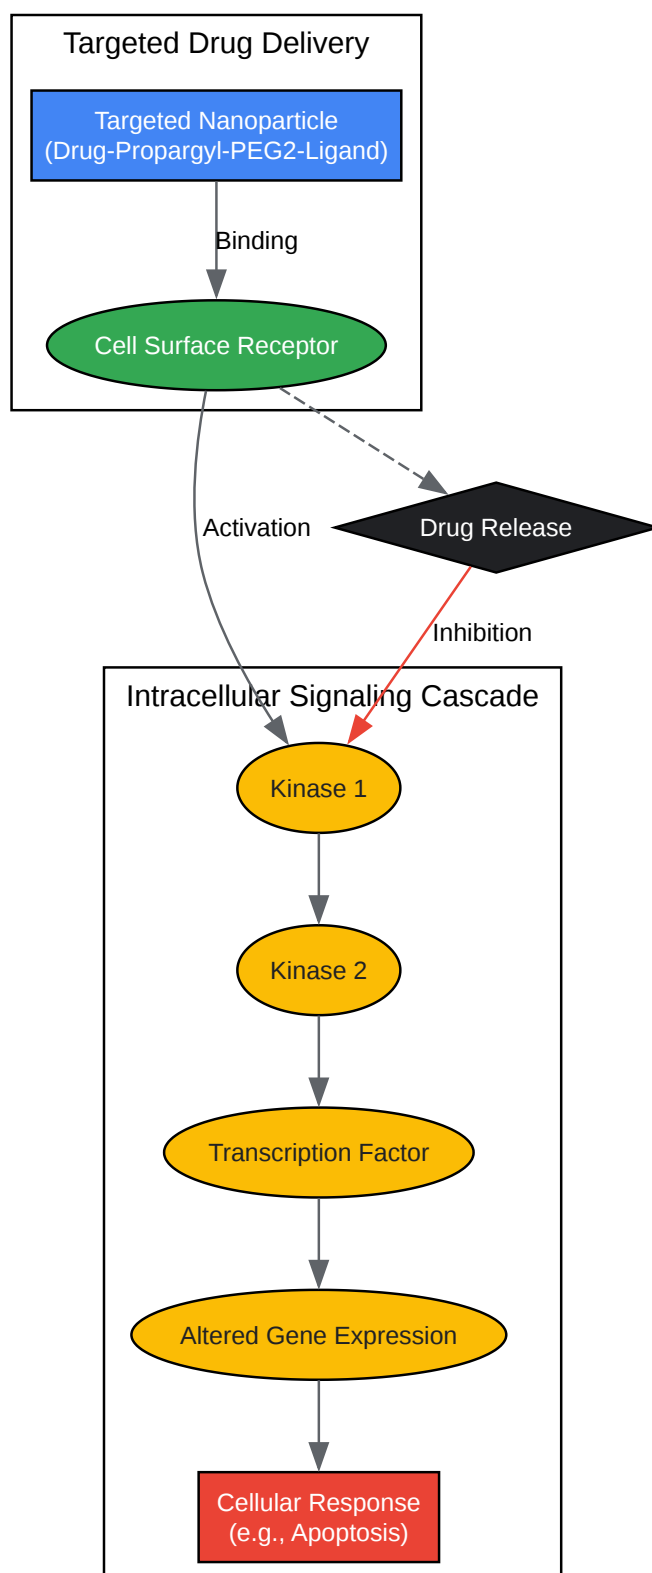 Targeted Drug Delivery
Targeted Nanoparticle
(Drug-Propargyl-PEG2-Ligand)
Binding
Cell Surface Receptor
Activation
Drug Release
Inhibition
Intracellular Signaling Cascade
Kinase 1
Kinase 2
Transcription Factor
Altered Gene Expression
Cellular Response
(e.g., Apoptosis)